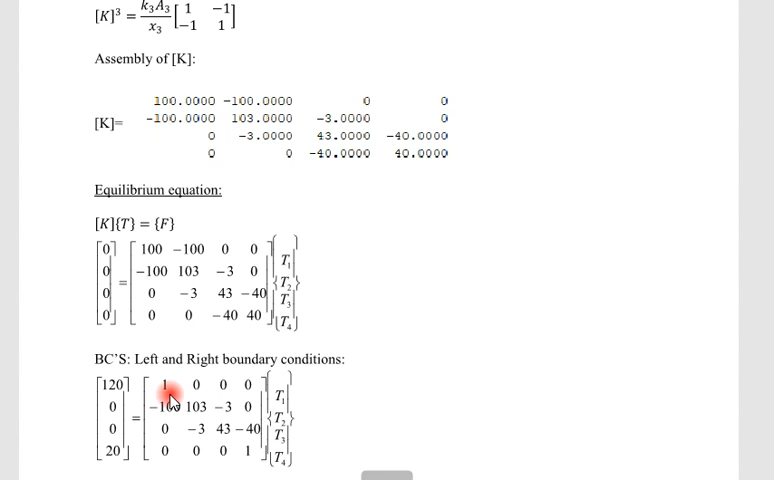 [K]³ = k₃A₃/x₃ [1 −1
−1 1]
Assembly of [K]:
100.0000 -100.0000 0 0
[K]= -100.0000 103.0000 -3.0000 0
0 -3.0000 43.0000 -40.0000
0 0 -40.0000 40.0000
Equilibrium equation:
[K]{T} = {F}
[0] [100 −100 0 0] {T₁}
0 −100 103 −3 0 T₂
0 = 0 −3 43 −40 T₃
0 0 0 −40 40 T₄
BC'S: Left and Right boundary conditions:
[120] [1 0 0 0] {T₁}
0 103 −3 0 T₂
0 = 0 −3 43 −40 T₃
20 0 0 0 1 T₄